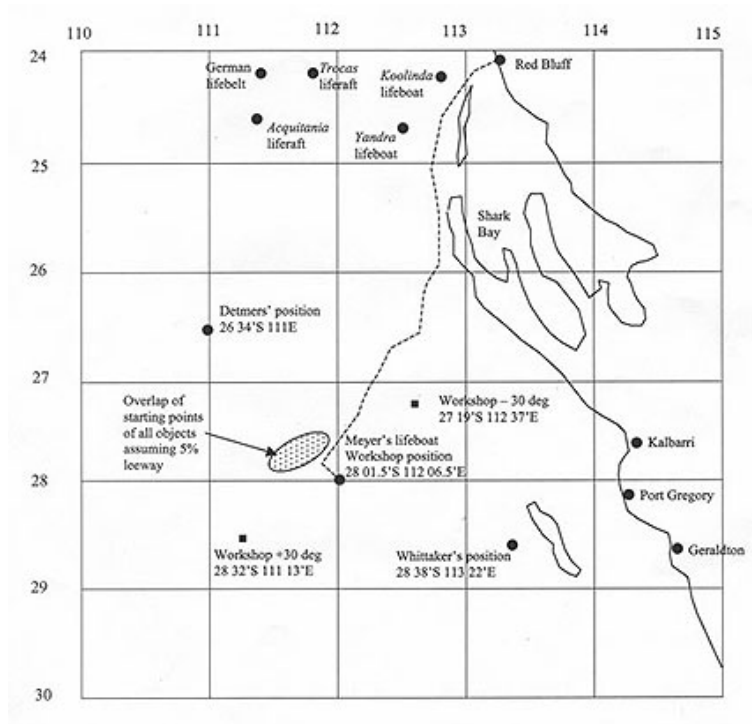 110 111 112 113 114 115
24
German
lifebelt
Trocas
liferaft
Koolinda
lifeboat
Red Bluff
Acquitania
liferaft
Yandra
lifeboat
25
Shark
Bay
26
Detmers' position
26 34'S 111E
27
Overlap of
starting points
of all objects
assuming 5%
leeway
Workshop – 30 deg
27 19'S 112 37'E
Meyer's lifeboat
Workshop position
28 01.5'S 112 06.5'E
Kalbarri
28
Port Gregory
Workshop +30 deg
28 32'S 111 13'E
Whittaker's position
28 38'S 113 22'E
Geraldton
29
30